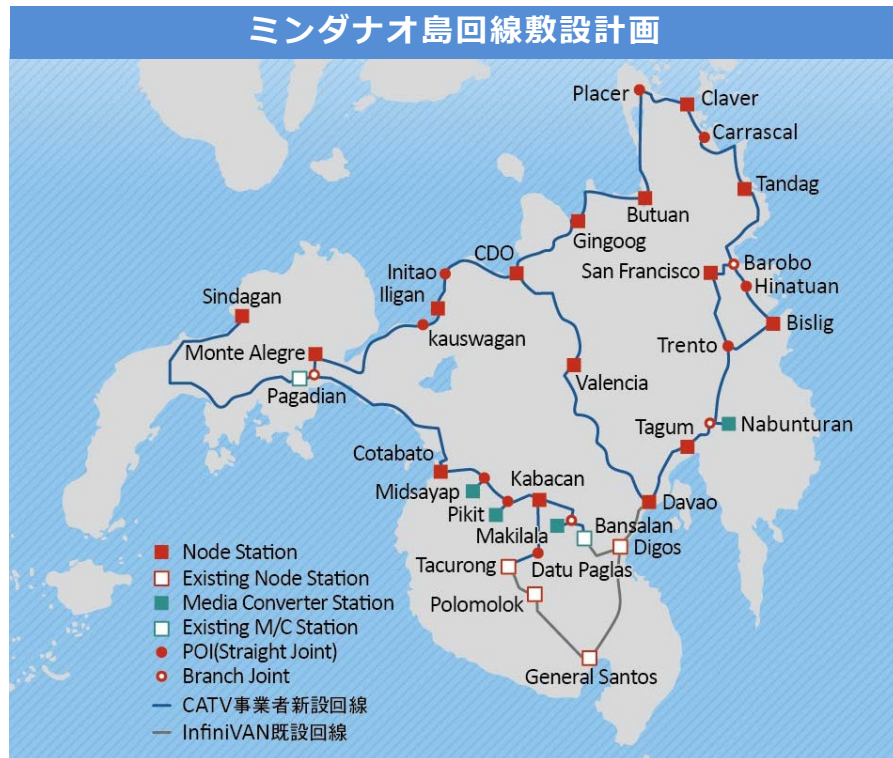 ミンダナオ島回線敷設計画
Placer
Claver
Carrascal
Tandag
Butuan
Gingoog
CDO
Initao
Iligan
kauswagan
San Francisco
Barobo
Hinatuan
Bislig
Trento
Sindagan
Monte Alegre
Pagadian
Valencia
Tagum
Nabunturan
Cotabato
Midsayap
Pikit
Kabacan
Makilala
Bansalan
Davao
Digos
Datu Paglas
Tacurong
Polomolok
General Santos
Node Station
Existing Node Station
Media Converter Station
Existing M/C Station
POI(Straight Joint)
Branch Joint
CATV事業者新設回線
InfiniVAN既設回線